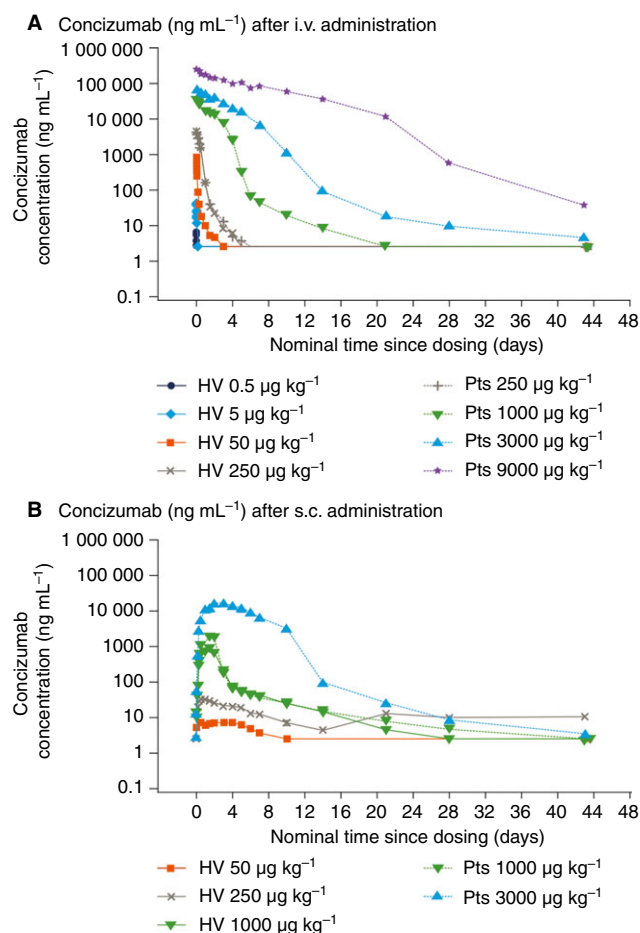 A Concizumab (ng mL⁻¹) after i.v. administration
1 000 000
100 000
10 000
1000
100
10
1
0.1
Concizumab
concentration (ng mL⁻¹)
0 4 8 12 16 20 24 28 32 36 40 44 48
Nominal time since dosing (days)
HV 0.5 µg kg⁻¹
HV 5 µg kg⁻¹
HV 50 µg kg⁻¹
HV 250 µg kg⁻¹
Pts 250 µg kg⁻¹
Pts 1000 µg kg⁻¹
Pts 3000 µg kg⁻¹
Pts 9000 µg kg⁻¹
B Concizumab (ng mL⁻¹) after s.c. administration
1 000 000
100 000
10 000
1000
100
10
1
0.1
Concizumab
concentration (ng mL⁻¹)
0 4 8 12 16 20 24 28 32 36 40 44 48
Nominal time since dosing (days)
HV 50 µg kg⁻¹
HV 250 µg kg⁻¹
HV 1000 µg kg⁻¹
Pts 1000 µg kg⁻¹
Pts 3000 µg kg⁻¹